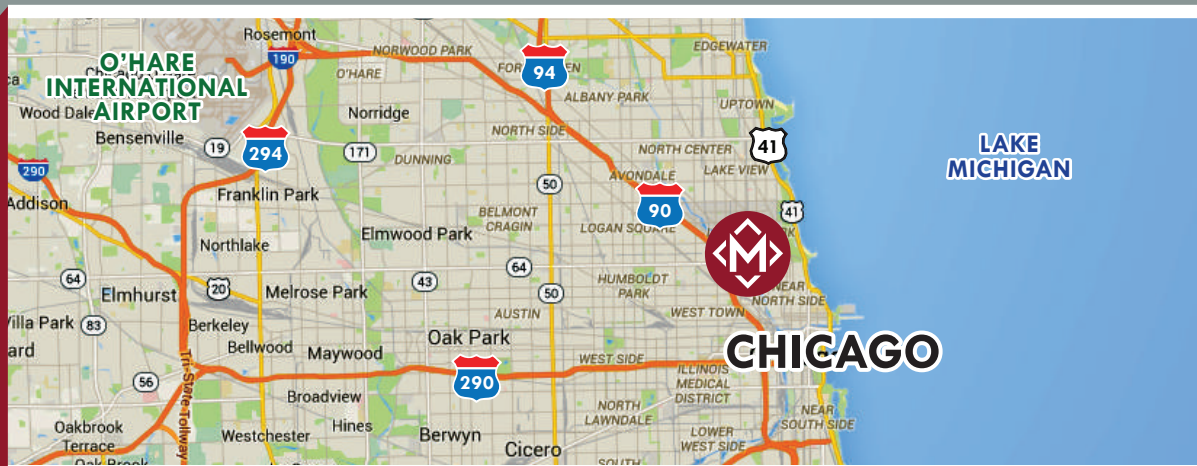 Rosemont
190
NORWOOD PARK
94
EDGEWATER
O'HARE
INTERNATIONAL
AIRPORT
O'HARE
ALBANY PARK
UPTOWN
Wood Dale
Norridge
Bensenville
19
294
171
DUNNING
NORTH SIDE
NORTH CENTER
41
LAKE VIEW
LAKE
MICHIGAN
290
Addison
Franklin Park
50
AVONDALE
90
41
BELMONT
CRAGIN
LOGAN SQUARE
Elmwood Park
Northlake
M
64
Elmhurst
20
Melrose Park
43
64
50
HUMBOLDT
PARK
NEAR
NORTH SIDE
Villa Park
83
Berkeley
AUSTIN
WEST TOWN
Bellwood
Maywood
Oak Park
CHICAGO
WEST SIDE
290
ILLINOIS
MEDICAL
DISTRICT
56
Tri-State Tollway
Broadview
NORTH
LAWNDALE
NEAR
SOUTH SIDE
Oakbrook
Terrace
Westchester
Hines
Berwyn
Cicero
LOWER
WEST SIDE
Oak Brook
SOUTH